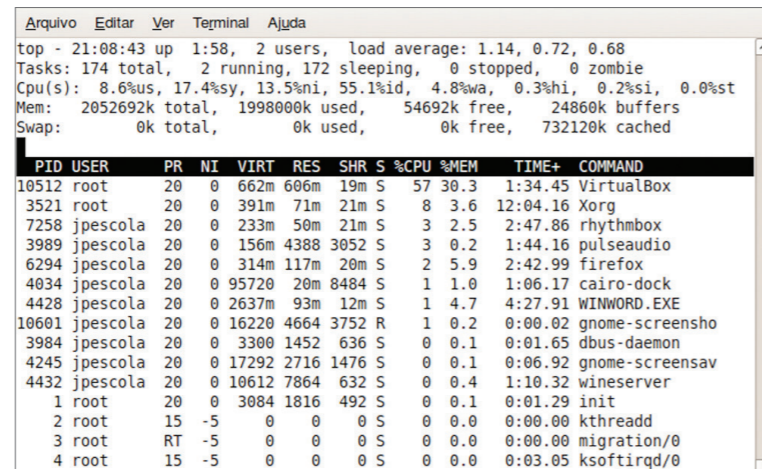 Arquivo Editar Ver Terminal Ajuda
top - 21:08:43 up  1:58,  2 users,  load average: 1.14, 0.72, 0.68
Tasks: 174 total,   2 running, 172 sleeping,   0 stopped,   0 zombie
Cpu(s):  8.6%us, 17.4%sy, 13.5%ni, 55.1%id,  4.8%wa,  0.3%hi,  0.2%si,  0.0%st
Mem:   2052692k total,  1998000k used,    54692k free,    24860k buffers
Swap:        0k total,        0k used,        0k free,   732120k cached
PID USER PR NI VIRT RES SHR S %CPU %MEM TIME+ COMMAND
10512 root 20 0 662m 606m 19m S 57 30.3 1:34.45 VirtualBox
3521 root 20 0 391m 71m 21m S 8 3.6 12:04.16 Xorg
7258 jpescola 20 0 233m 50m 21m S 3 2.5 2:47.86 rhythmbox
3989 jpescola 20 0 156m 4388 3052 S 3 0.2 1:44.16 pulseaudio
6294 jpescola 20 0 314m 117m 20m S 2 5.9 2:42.99 firefox
4034 jpescola 20 0 95720 20m 8484 S 1 1.0 1:06.17 cairo-dock
4428 jpescola 20 0 2637m 93m 12m S 1 4.7 4:27.91 WINWORD.EXE
10601 jpescola 20 0 16220 4664 3752 R 1 0.2 0:00.02 gnome-screensho
3984 jpescola 20 0 3300 1452 636 S 0 0.1 0:01.65 dbus-daemon
4245 jpescola 20 0 17292 2716 1476 S 0 0.1 0:06.92 gnome-screensav
4432 jpescola 20 0 10612 7864 632 S 0 0.4 1:10.32 wineserver
1 root 20 0 3084 1816 492 S 0 0.1 0:01.29 init
2 root 15 -5 0 0 0 S 0 0.0 0:00.00 kthreadd
3 root RT -5 0 0 0 S 0 0.0 0:00.00 migration/0
4 root 15 -5 0 0 0 S 0 0.0 0:03.05 ksoftirqd/0